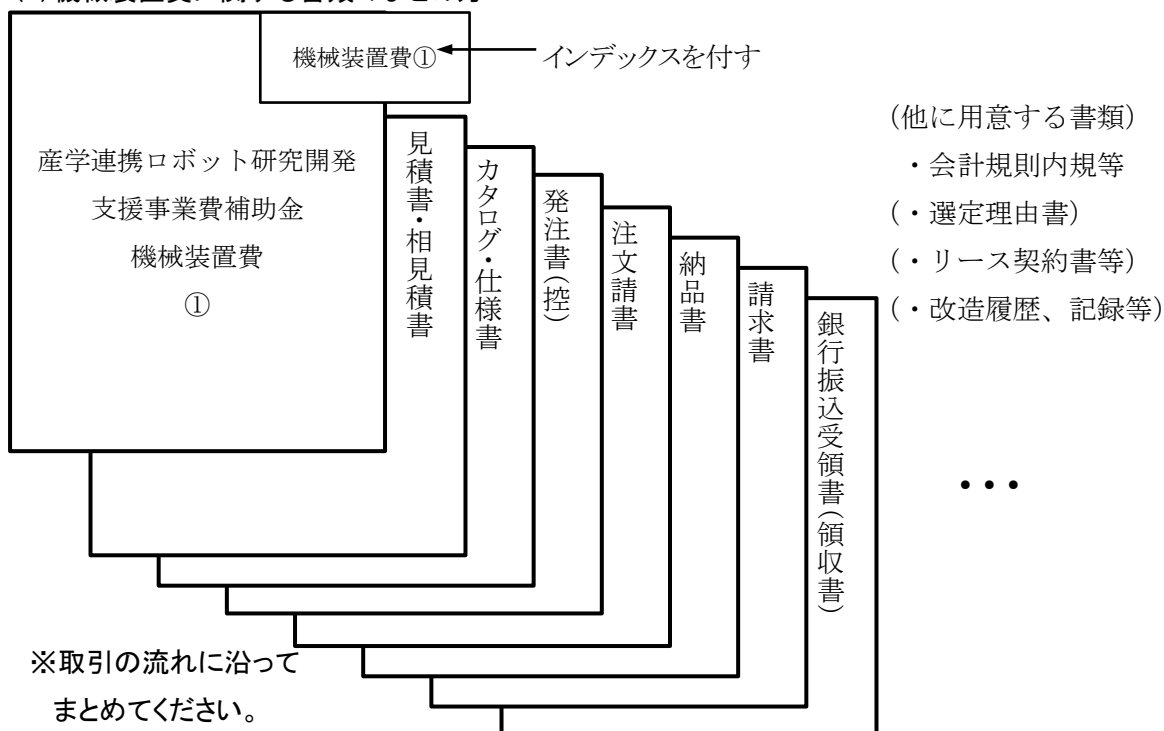 機械装置費①
インデックスを付す
産学連携ロボット研究開発
支援事業費補助金
機械装置費
①
見積書・相見積書
カタログ・仕様書
発注書(控)
注文請書
納品書
請求書
銀行振込受領書(領収書)
(他に用意する書類)
・会計規則内規等
(・選定理由書)
(・リース契約書等)
(・改造履歴、記録等)
・・・
※取引の流れに沿って
まとめてください。